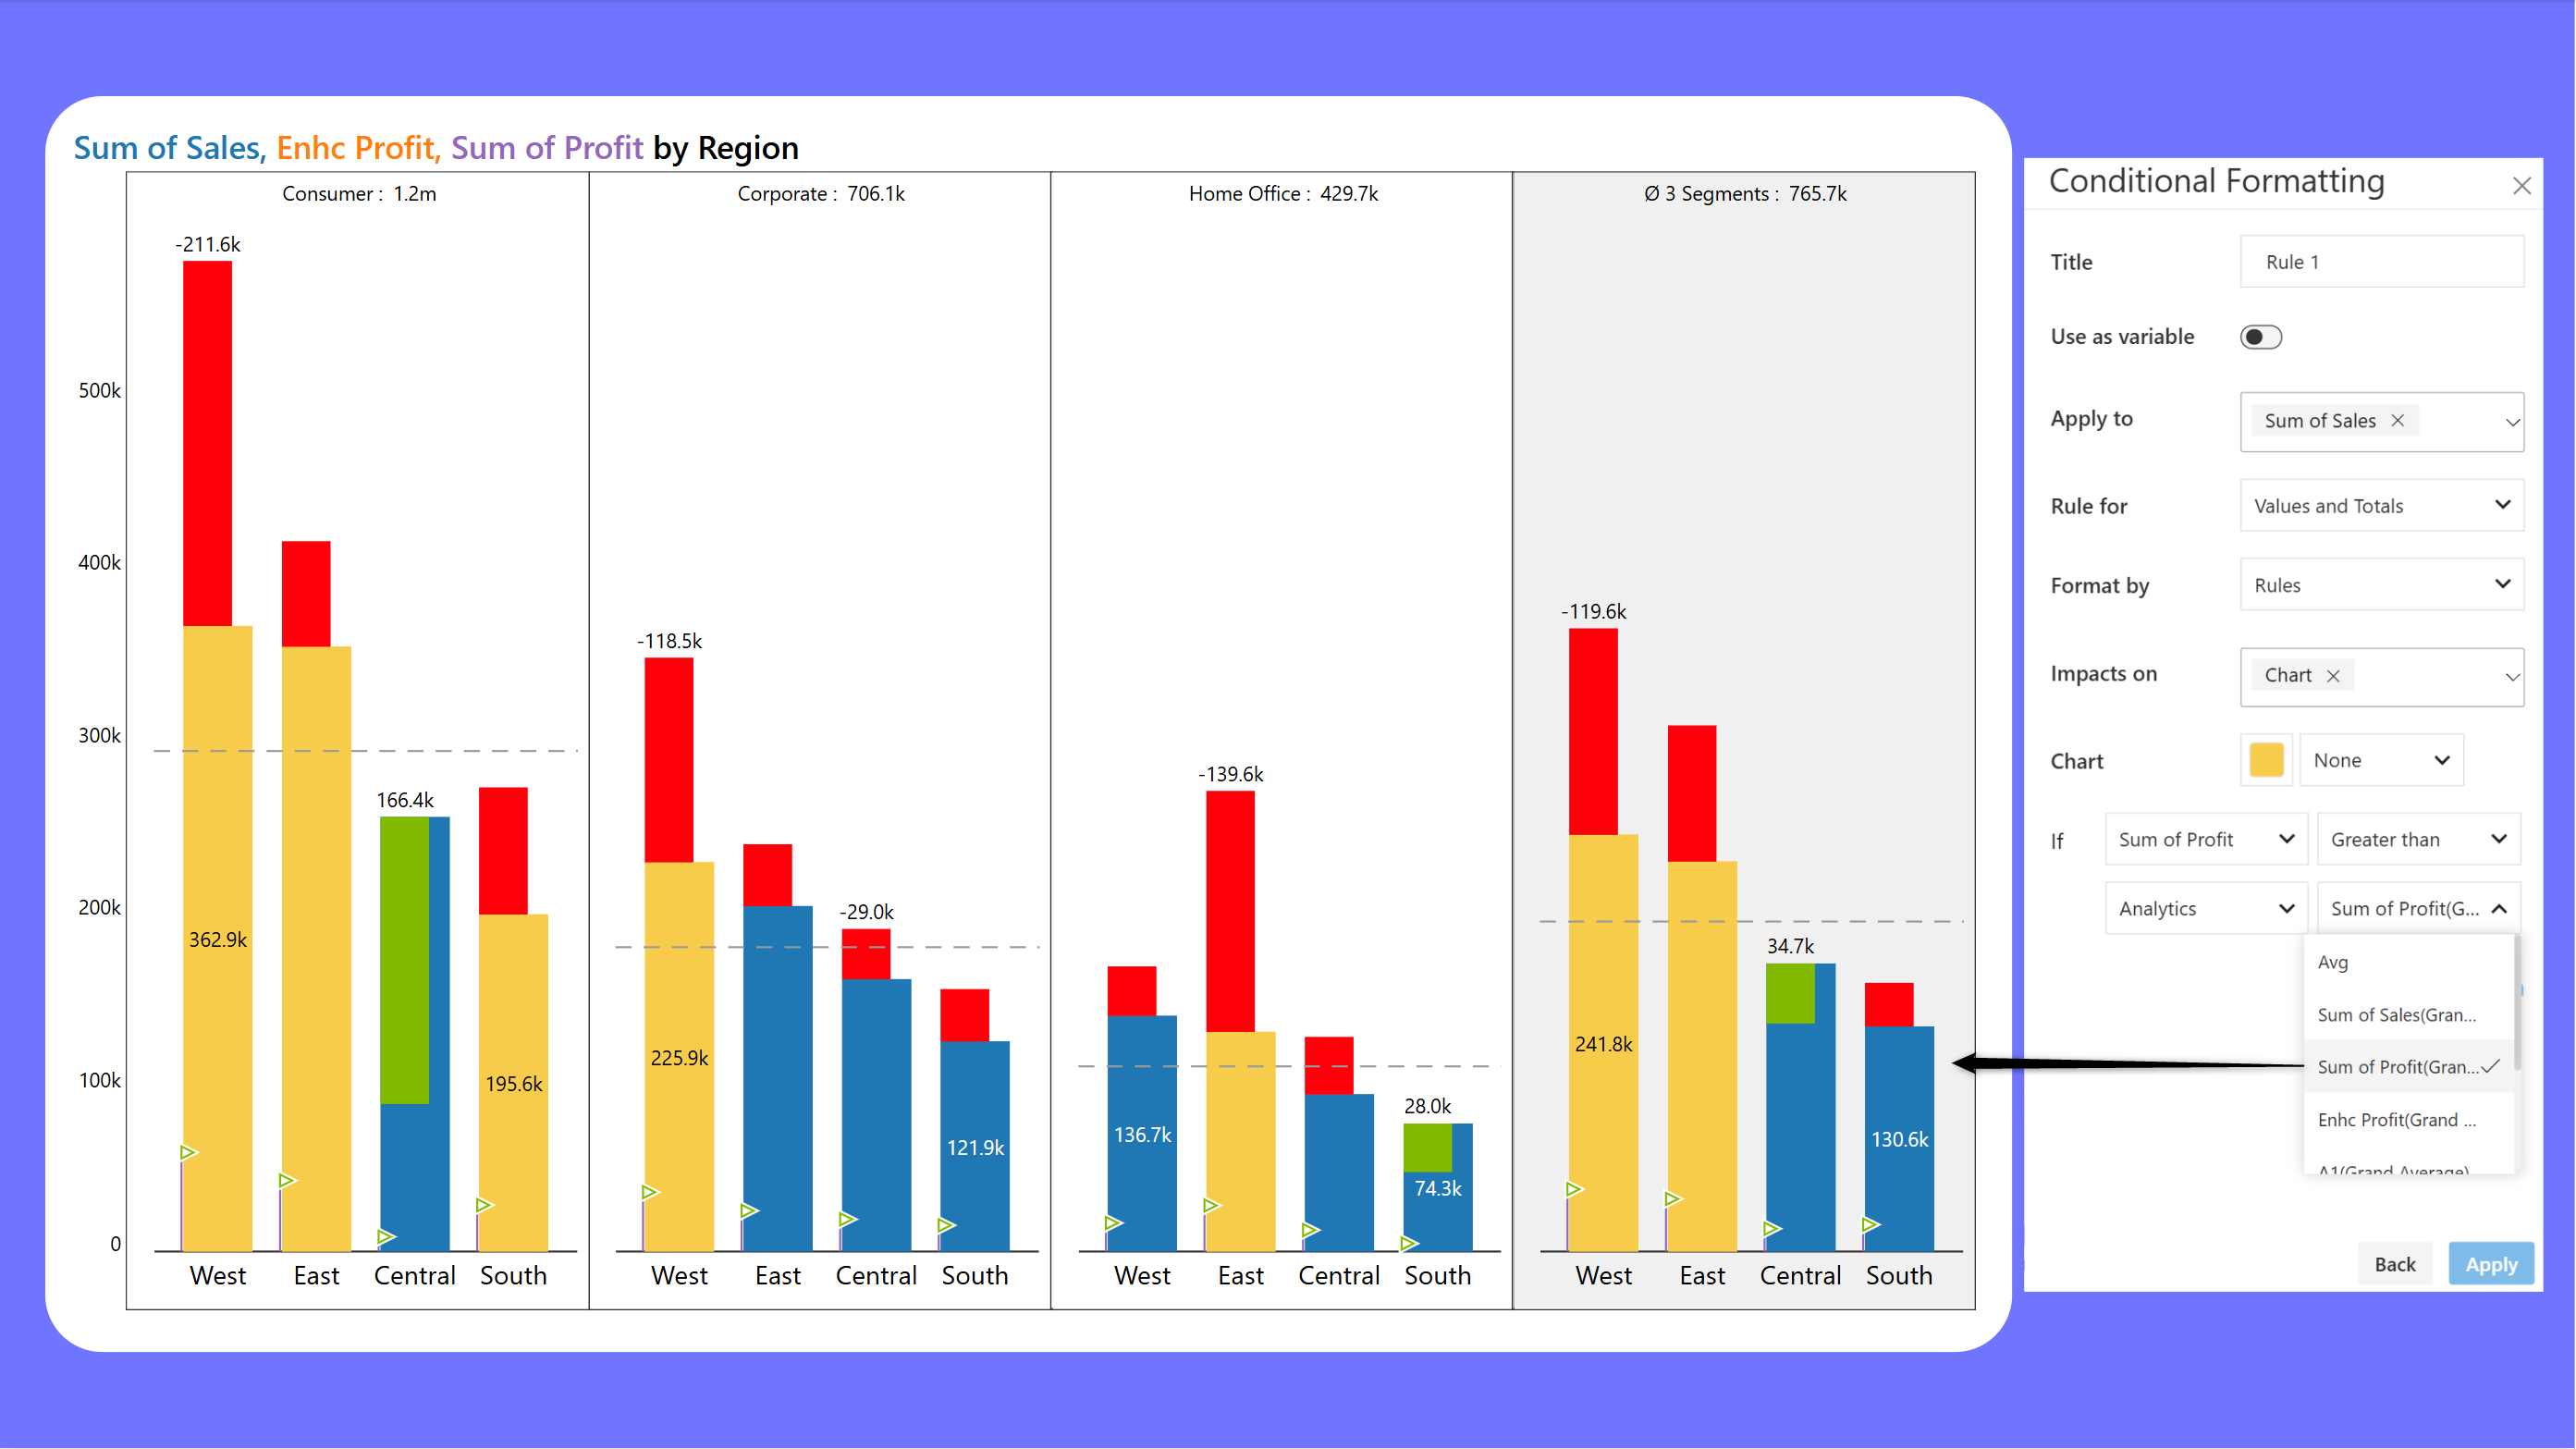 Sum of Sales, Enhc Profit, Sum of Profit by Region
Consumer : 1.2m
Corporate : 706.1k
Home Office : 429.7k
Ø 3 Segments : 765.7k
500k
400k
300k
200k
100k
0
-211.6k
166.4k
362.9k
195.6k
West East Central South
-118.5k
-29.0k
225.9k
121.9k
West East Central South
-139.6k
28.0k
136.7k
74.3k
West East Central South
-119.6k
34.7k
241.8k
130.6k
West East Central South
Conditional Formatting
Title Rule 1
Use as variable
Apply to Sum of Sales
Rule for Values and Totals
Format by Rules
Impacts on Chart
Chart None
If Sum of Profit Greater than
Analytics Sum of Profit(G...
Avg
Sum of Sales(Gran...
Sum of Profit(Gran...
Enhc Profit(Grand ...
A1(Grand Average)
Back Apply